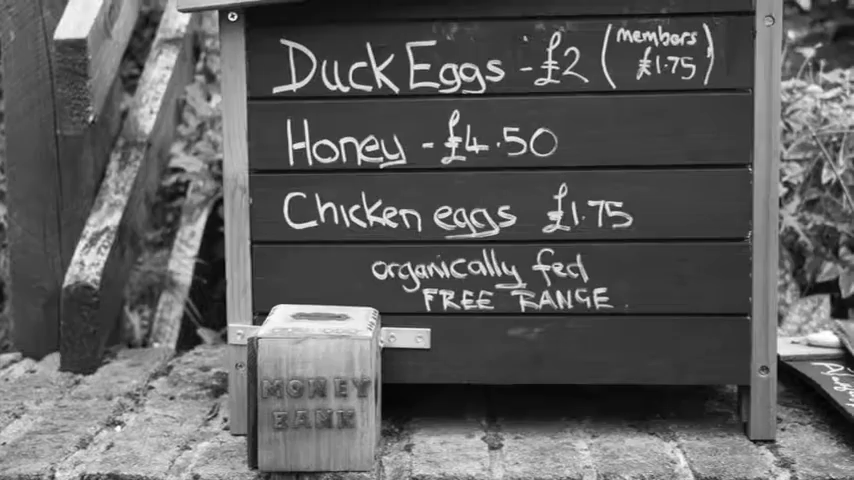 Duck Eggs - £2 (members £1.75)
Honey - £4.50
Chicken eggs £1.75
organically fed
FREE RANGE.
MONEY
BANK